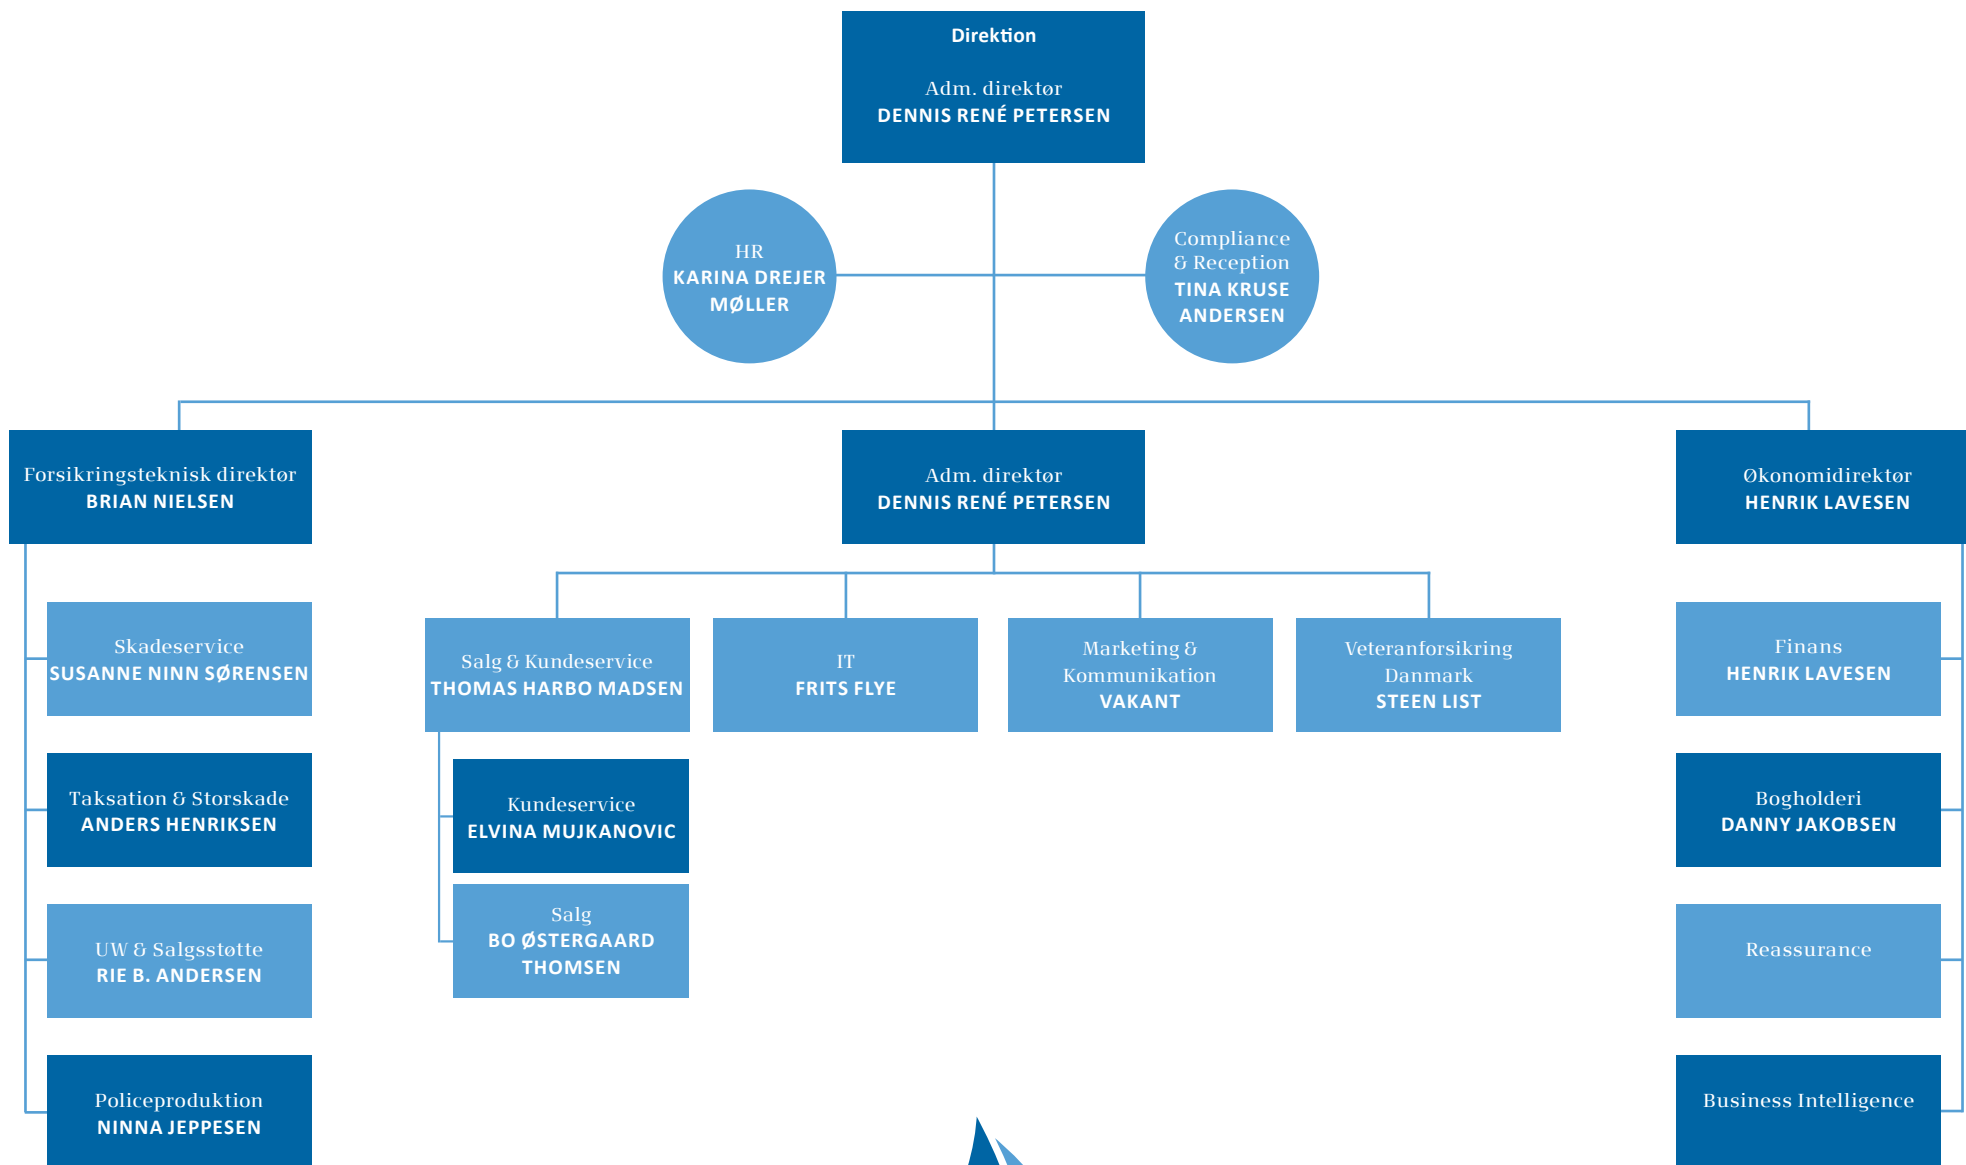 Direktion
Adm. direktør
DENNIS RENÉ PETERSEN
HR
KARINA DREJER
MØLLER
Compliance
& Reception
TINA KRUSE
ANDERSEN
Forsikringsteknisk direktør
BRIAN NIELSEN
Adm. direktør
DENNIS RENÉ PETERSEN
Økonomidirektør
HENRIK LAVESEN
Skadeservice
SUSANNE NINN SØRENSEN
Taksation & Storskade
ANDERS HENRIKSEN
UW & Salgsstøtte
RIE B. ANDERSEN
Policeproduktion
NINNA JEPPESEN
Salg & Kundeservice
THOMAS HARBO MADSEN
Kundeservice
ELVINA MUJKANOVIC
Salg
BO ØSTERGAARD
THOMSEN
IT
FRITS FLYE
Marketing &
Kommunikation
VAKANT
Veteranforsikring
Danmark
STEEN LIST
Finans
HENRIK LAVESEN
Bogholderi
DANNY JAKOBSEN
Reassurance
Business Intelligence